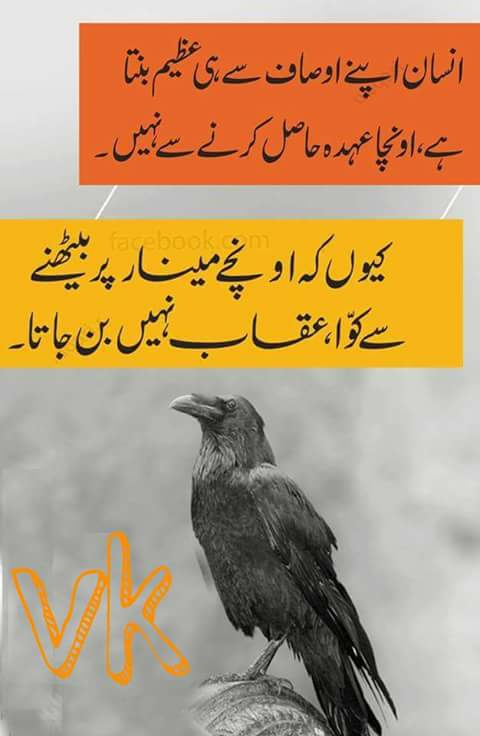 انسان اپنے اوصاف سے ہی عظیم بنتا
ہے، اونچا عہدہ حاصل کرنے سے نہیں۔
facebook.com
کیوں کہ اونچے مینار پر بیٹھنے
سے کوّا، عقاب نہیں بن جاتا۔
VK